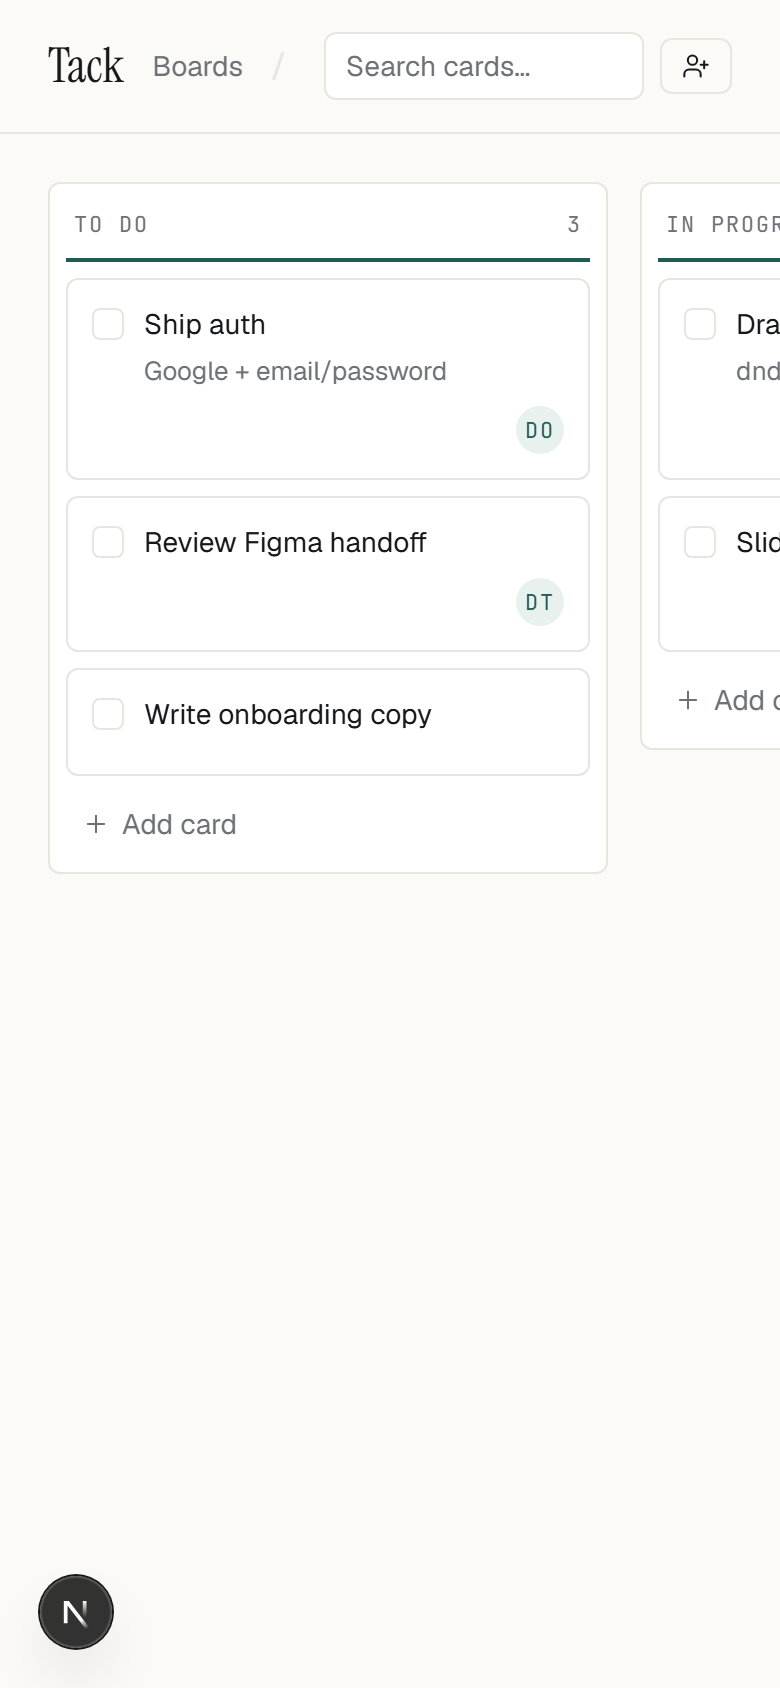 Tack Boards / Search cards...
TO DO 3
Ship auth
Google + email/password
DO
Review Figma handoff
DT
Write onboarding copy
+ Add card
IN PROGR
Dra
dnd
Slid
+ Add c
N